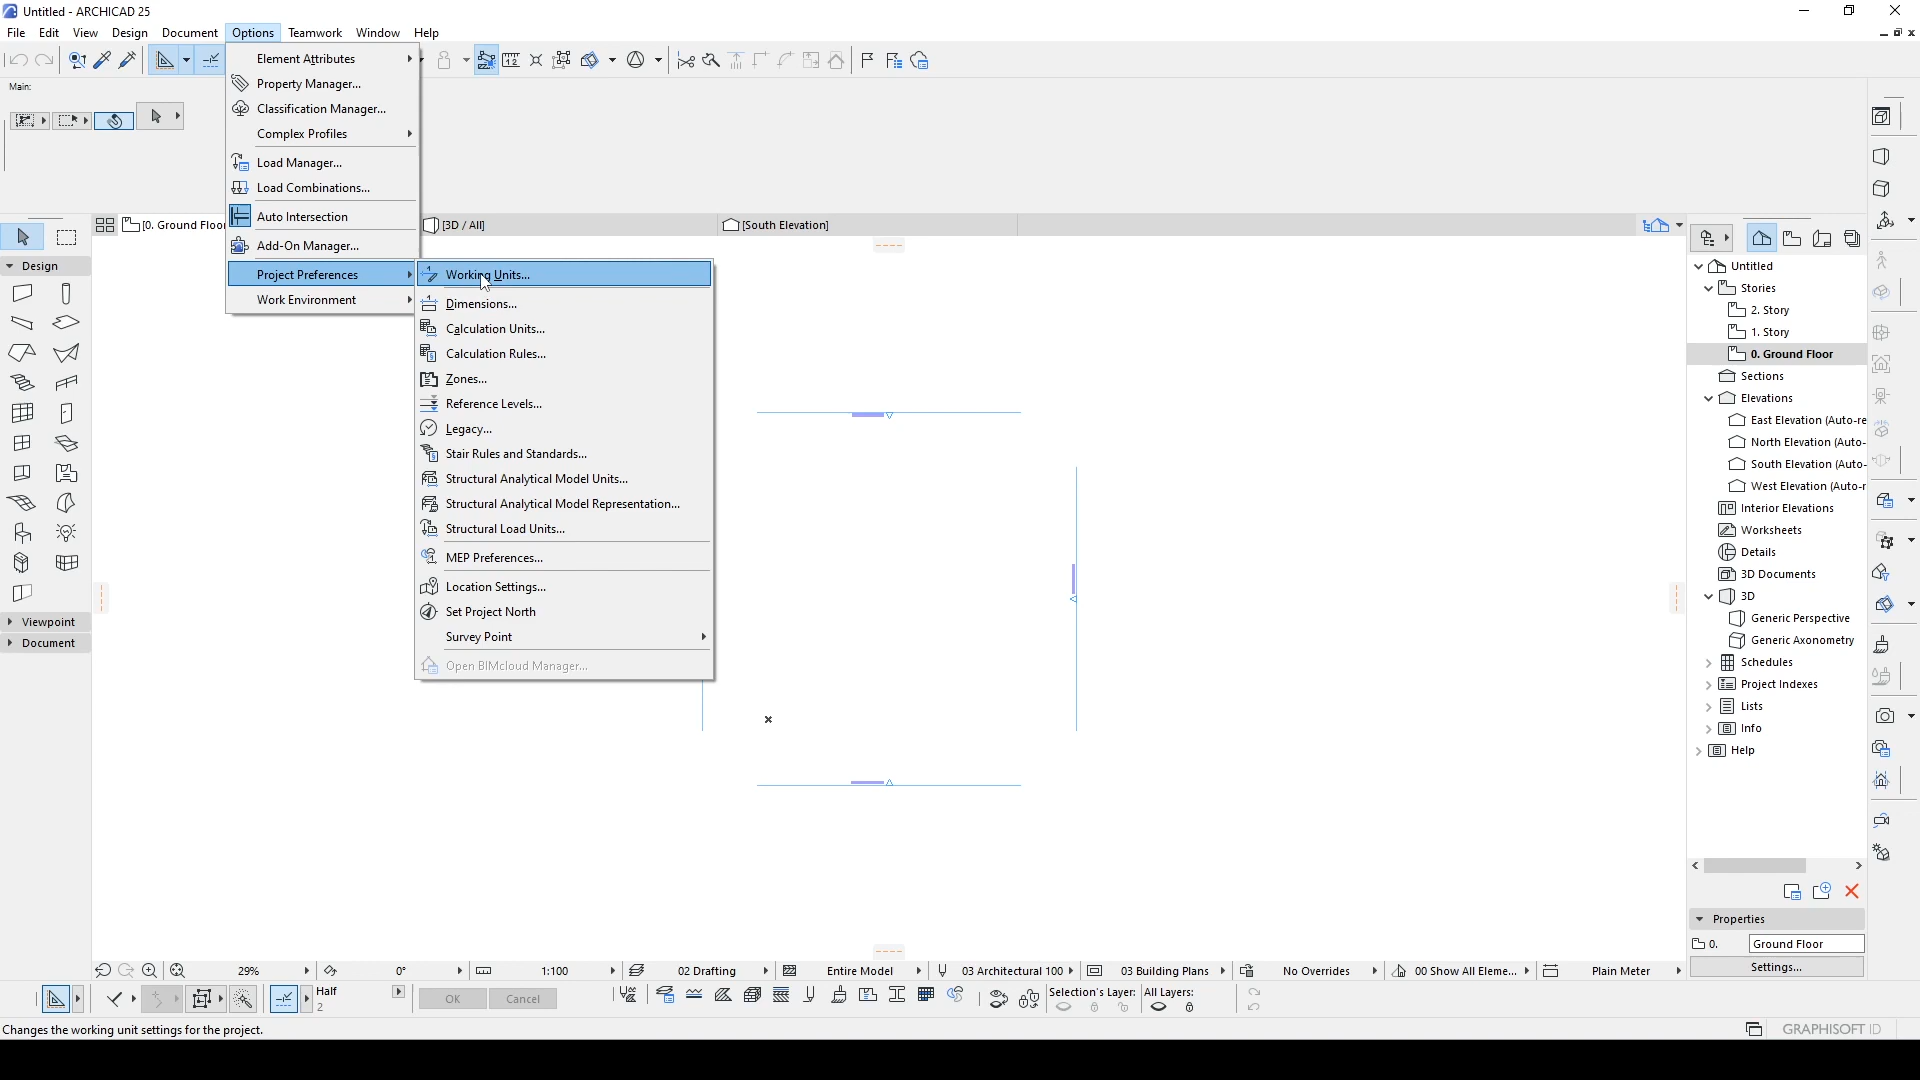 Untitled - ARCHICAD 25
File Edit View Design Document Options Teamwork Window Help
Main:
Element Attributes
Property Manager...
Classification Manager...
Complex Profiles
Load Manager...
Load Combinations...
Auto Intersection
Add-On Manager...
Project Preferences
Work Environment
Working Units...
Dimensions...
Calculation Units...
Calculation Rules...
Zones...
Reference Levels...
Legacy...
Stair Rules and Standards...
Structural Analytical Model Units...
Structural Analytical Model Representation...
Structural Load Units...
MEP Preferences...
Location Settings...
Set Project North
Survey Point
Open BIMcloud Manager...
[0. Ground Floor
[3D / All]
[South Elevation]
Design
Viewpoint
Document
Untitled
Stories
2. Story
1. Story
0. Ground Floor
Sections
Elevations
East Elevation (Auto-re
North Elevation (Auto-
South Elevation (Auto-
West Elevation (Auto-r
Interior Elevations
Worksheets
Details
3D Documents
3D
Generic Perspective
Generic Axonometry
Schedules
Project Indexes
Lists
Info
Help
Properties
0. Ground Floor
Settings...
29% 0° 1:100 02 Drafting Entire Model 03 Architectural 100 03 Building Plans No Overrides 00 Show All Eleme... Plain Meter
Half
2
OK Cancel
Selection's Layer: All Layers:
Changes the working unit settings for the project.
GRAPHISOFT ID